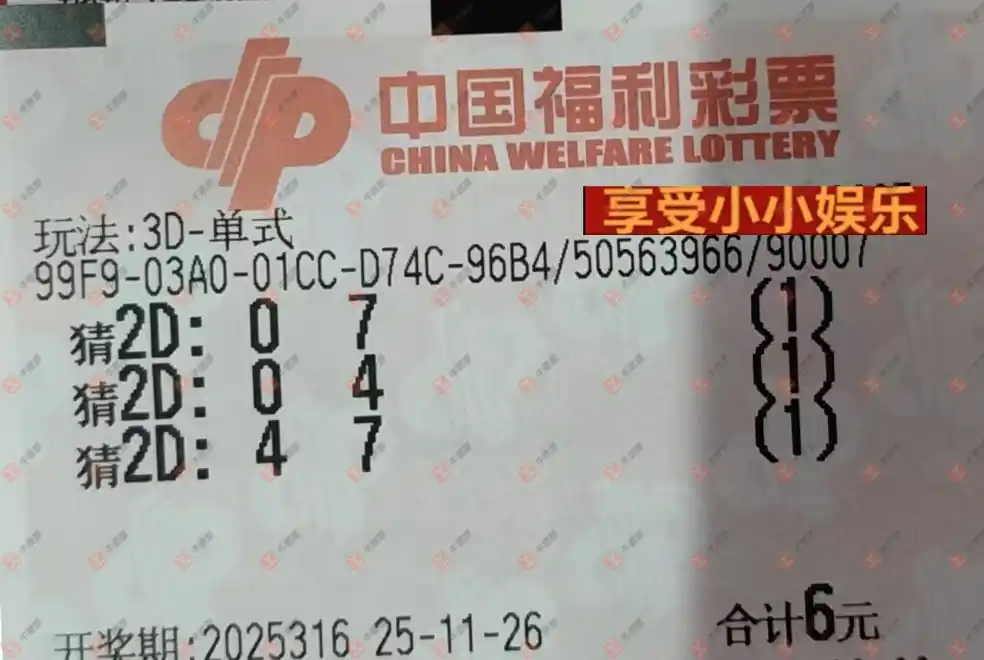 中国福利彩票
CHINA WELFARE LOTTERY
享受小小娱乐
玩法:3D-单式
99F9-03A0-01CC-D74C-96B4/50563966/90007
猜2D: 0 7 (1)
猜2D: 0 4 (1)
猜2D: 4 7 (1)
开奖期:2025316 25-11-26 合计6元